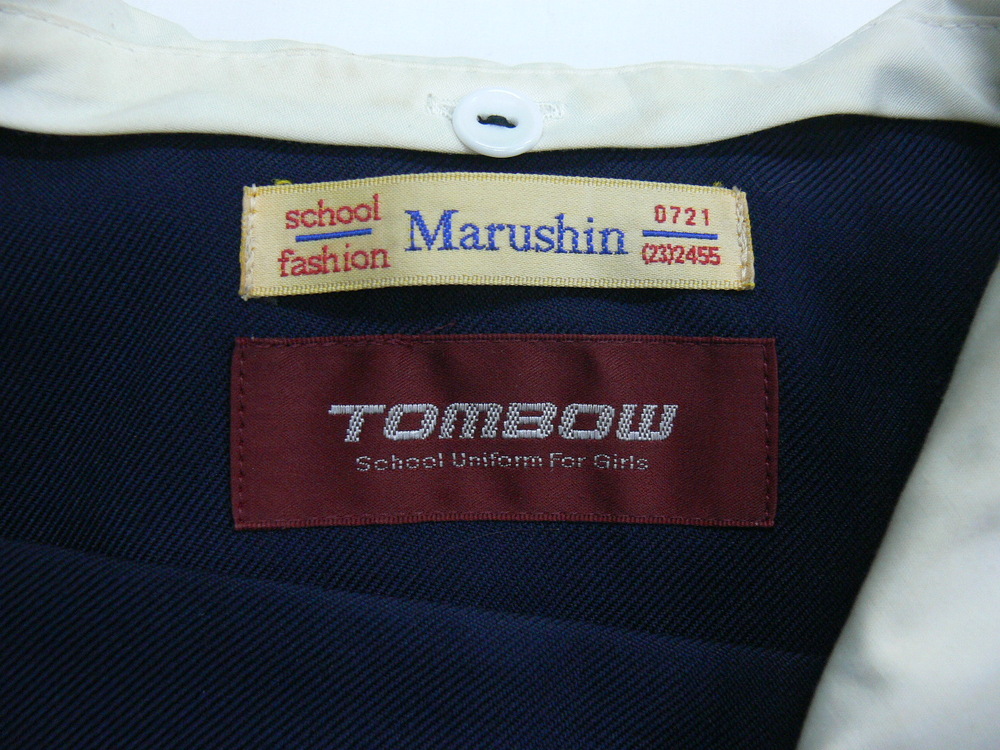 school
fashion
Marushin
0721
(23)2455
TOMBOW
School Uniform For Girls